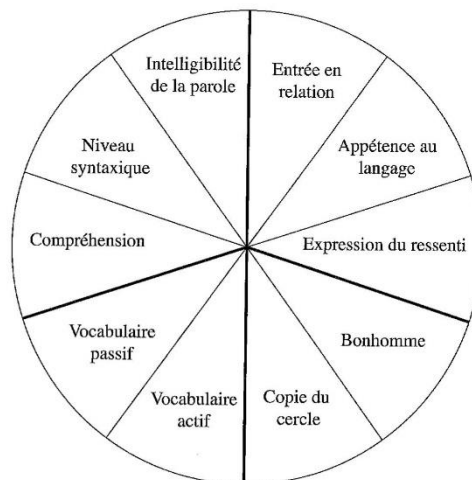 Intelligibilité
de la parole
Entrée en
relation
Appétence au
langage
Expression du ressenti
Bonhomme
Copie du
cercle
Vocabulaire
actif
Vocabulaire
passif
Compréhension
Niveau
syntaxique